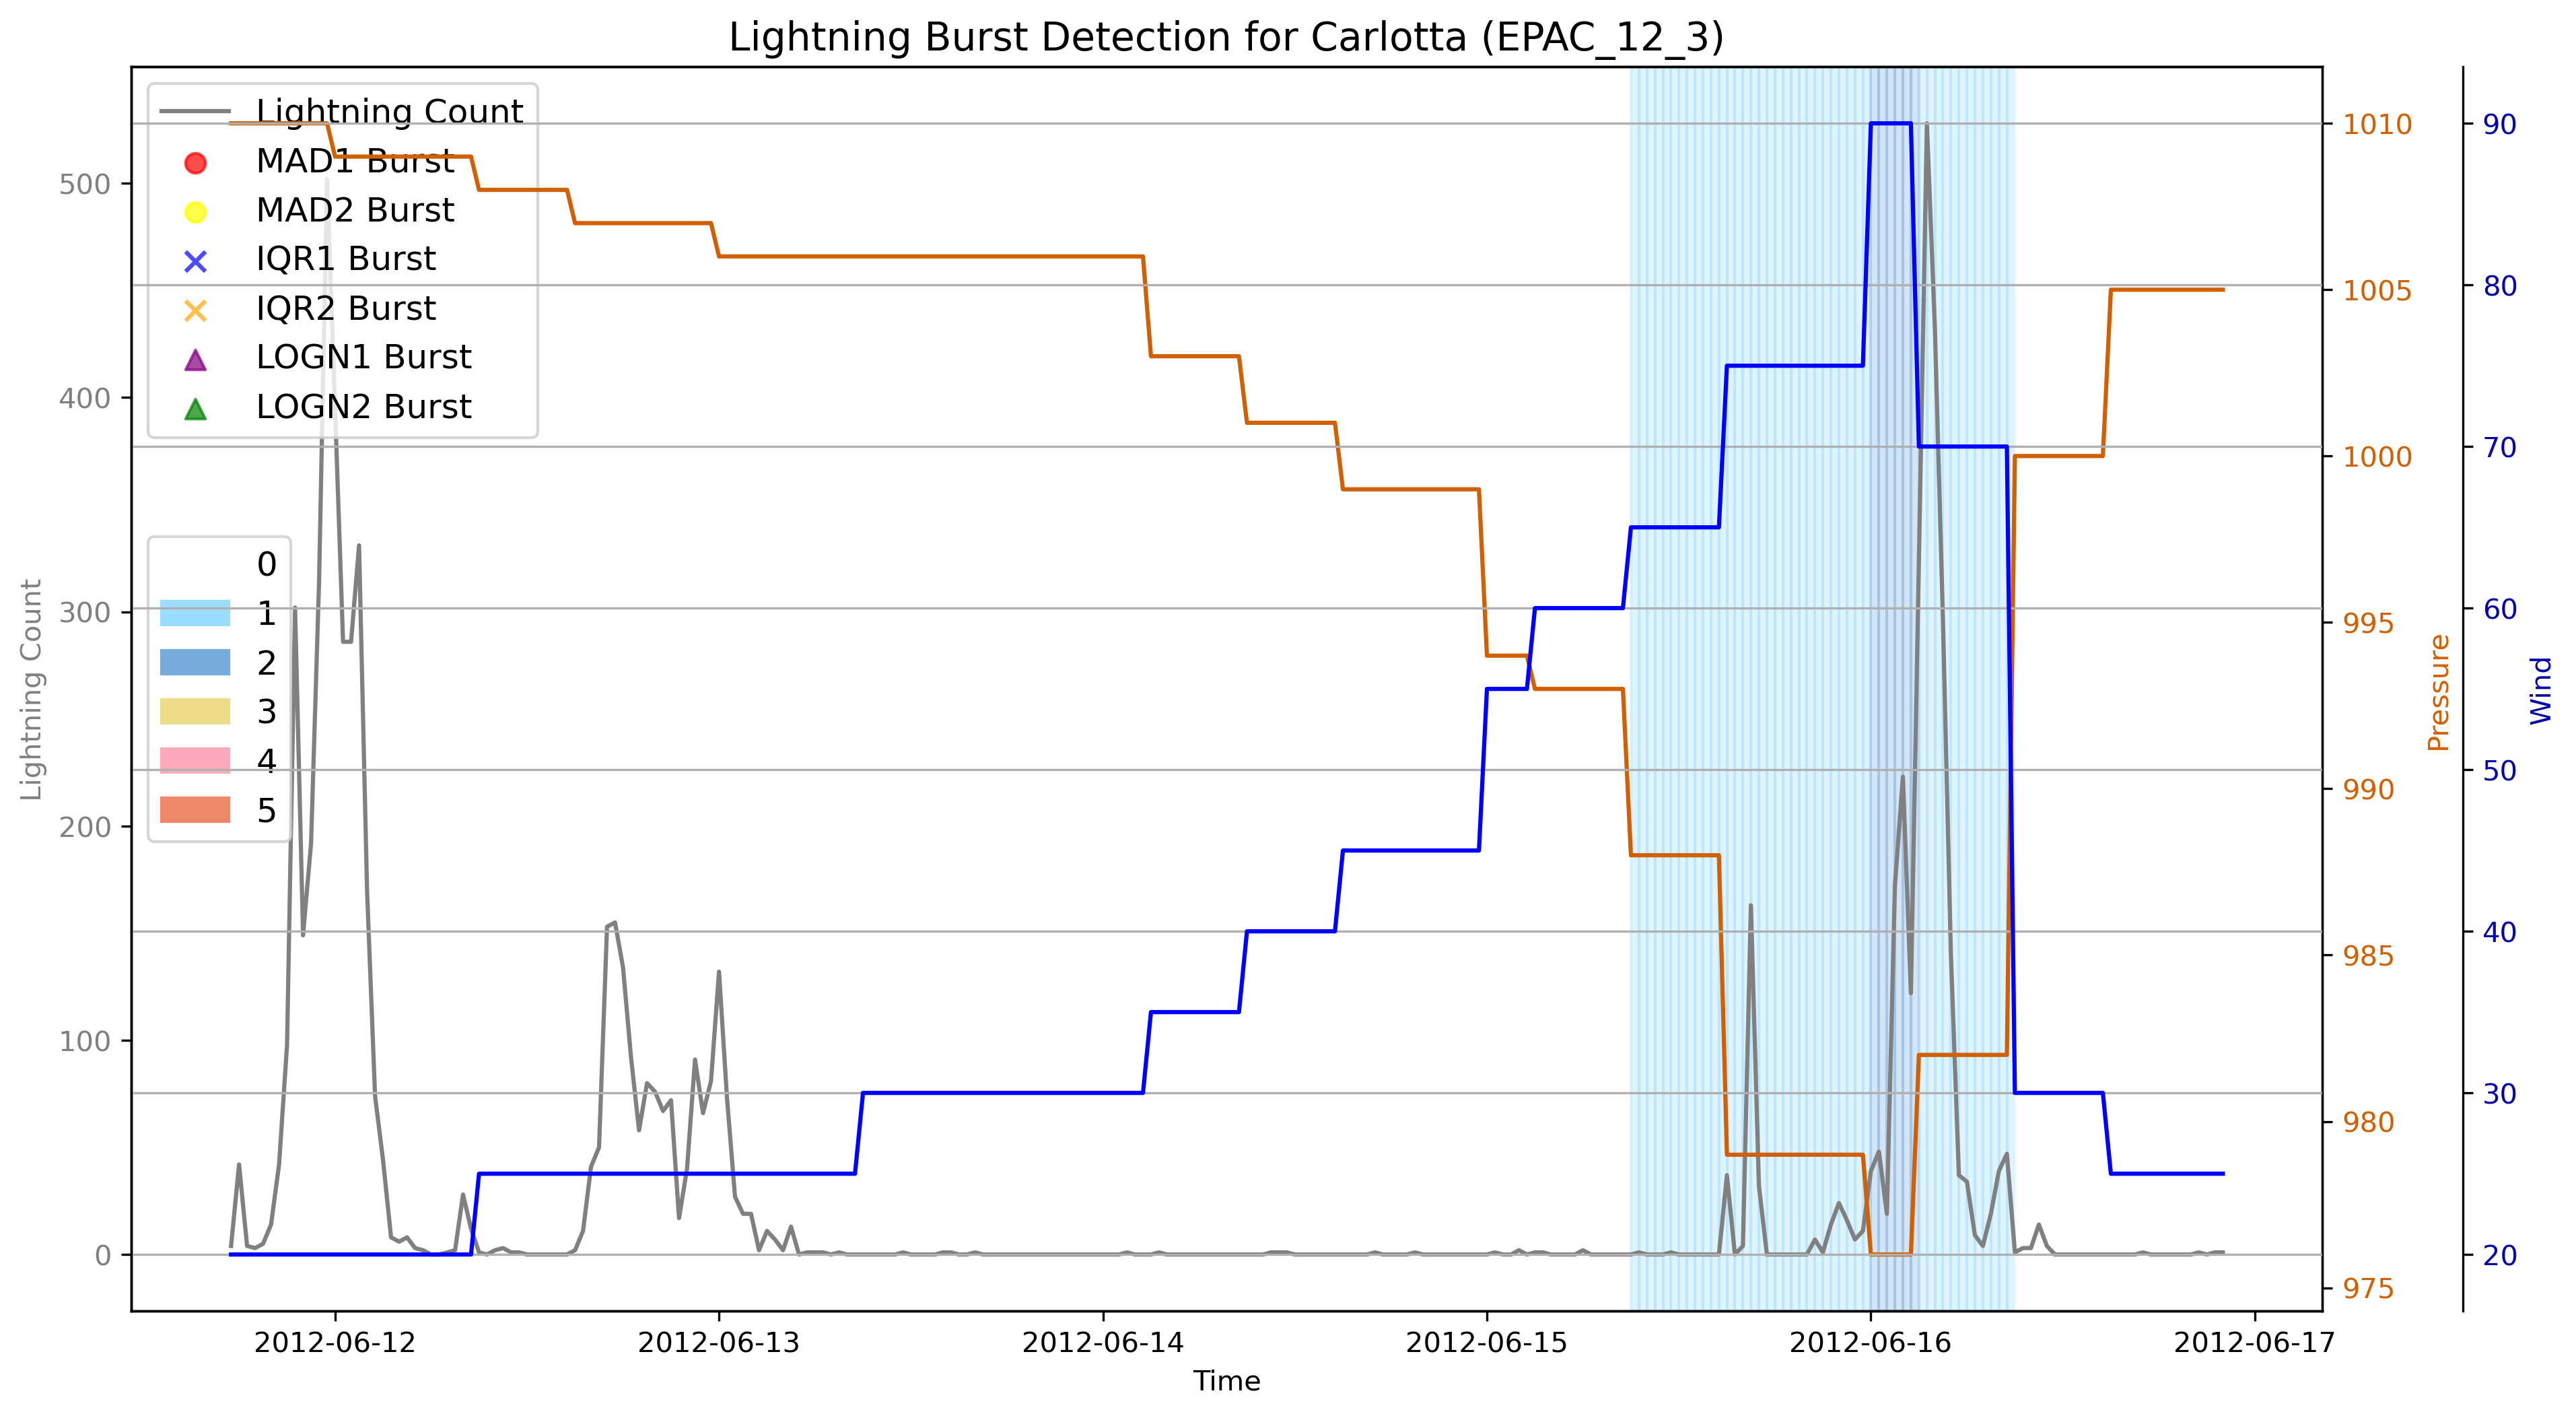 Lightning Burst Detection for Carlotta (EPAC_12_3)
Lightning Count
MAD1 Burst
MAD2 Burst
IQR1 Burst
IQR2 Burst
LOGN1 Burst
LOGN2 Burst
0
1
2
3
4
5
Lightning Count
500
400
300
200
100
0
1010
1005
1000
995
990
985
980
975
Pressure
90
80
70
60
50
40
30
20
Wind
2012-06-12
2012-06-13
2012-06-14
2012-06-15
2012-06-16
2012-06-17
Time